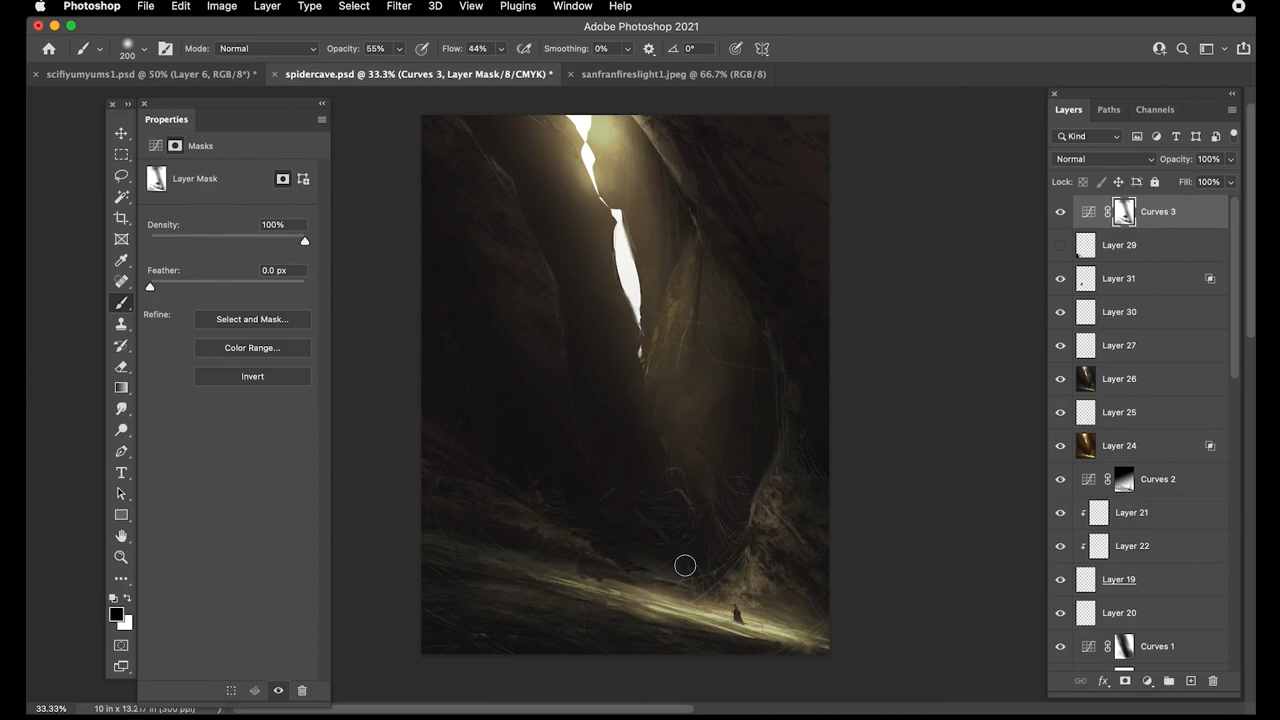 Photoshop File Edit Image Layer Type Select Filter 3D View Plugins Window Help
Adobe Photoshop 2021
200 Mode: Normal Opacity: 55% Flow: 44% Smoothing: 0% 0°
scifiyumyums1.psd @ 50% (Layer 6, RGB/8*) *
spidercave.psd @ 33.3% (Curves 3, Layer Mask/8/CMYK) *
sanfranfireslight1.jpeg @ 66.7% (RGB/8)
Properties
Masks
Layer Mask
Density: 100%
Feather: 0.0 px
Refine: Select and Mask...
Color Range...
Invert
Layers Paths Channels
Kind
Normal Opacity: 100%
Lock: Fill: 100%
Curves 3
Layer 29
Layer 31
Layer 30
Layer 27
Layer 26
Layer 25
Layer 24
Curves 2
Layer 21
Layer 22
Layer 19
Layer 20
Curves 1
fx
33.33% 10 in x 13.217 in (300 ppi)